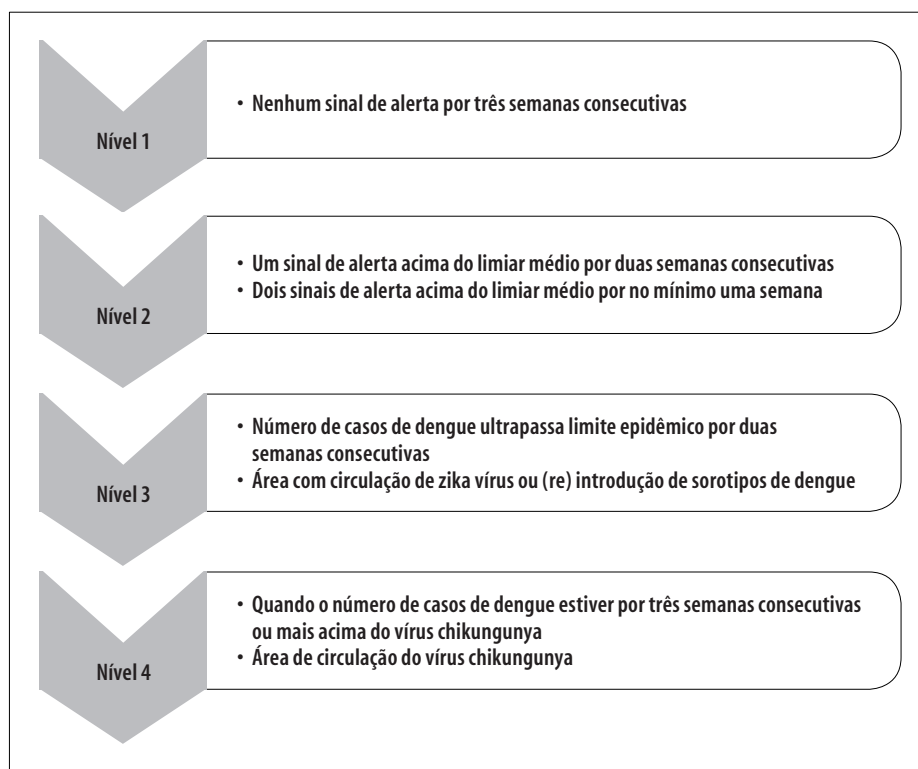 Nível 1
• Nenhum sinal de alerta por três semanas consecutivas
Nível 2
• Um sinal de alerta acima do limiar médio por duas semanas consecutivas
• Dois sinais de alerta acima do limiar médio por no mínimo uma semana
Nível 3
• Número de casos de dengue ultrapassa limite epidêmico por duas
semanas consecutivas
• Área com circulação de zika vírus ou (re) introdução de sorotipos de dengue
Nível 4
• Quando o número de casos de dengue estiver por três semanas consecutivas
ou mais acima do vírus chikungunya
• Área de circulação do vírus chikungunya